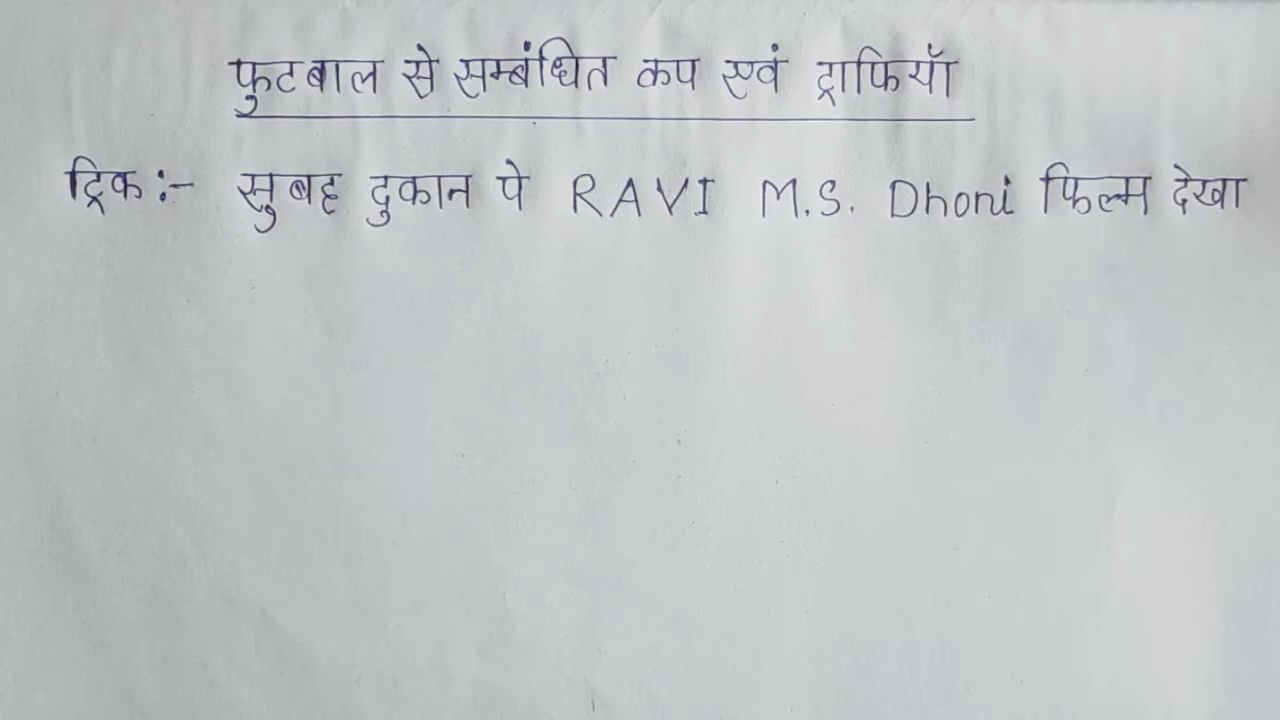 फुटबाल से सम्बंधित कप एवं ट्राफियाँ
ट्रिक :- सुबह दुकान पे RAVI M.S. Dhoni फिल्म देखा